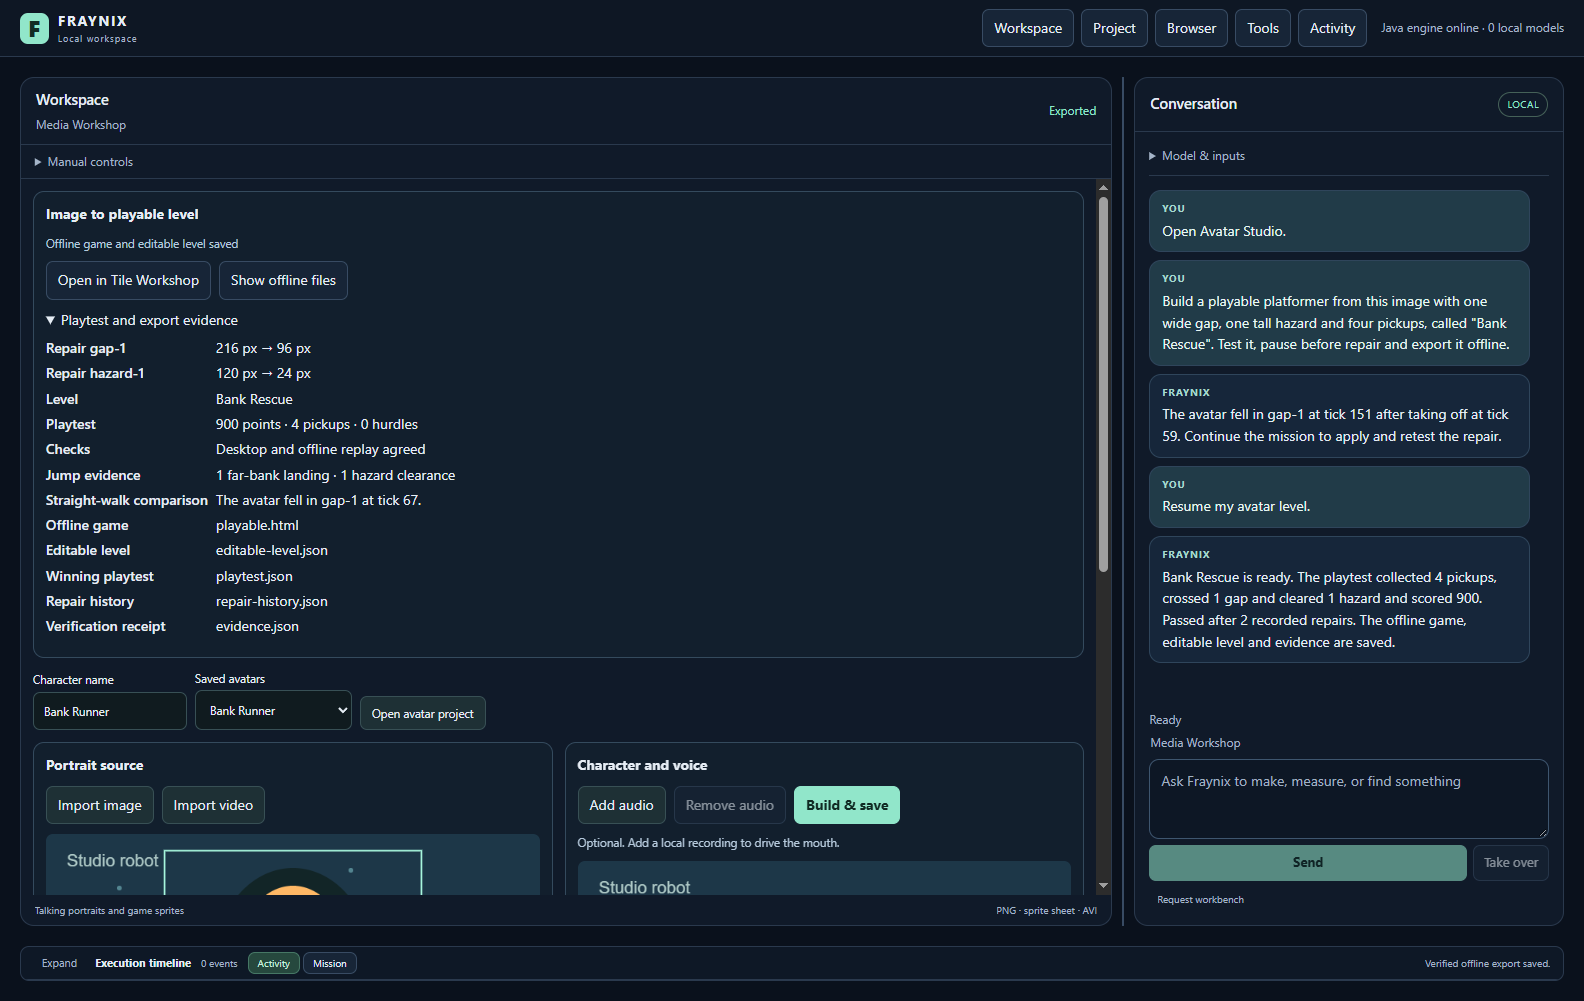 F
FRAYNIX
Local workspace
Workspace
Project
Browser
Tools
Activity
Java engine online · 0 local models
Workspace
Media Workshop
Exported
Manual controls
Image to playable level
Offline game and editable level saved
Open in Tile Workshop
Show offline files
Playtest and export evidence
Repair gap-1 216 px → 96 px
Repair hazard-1 120 px → 24 px
Level Bank Rescue
Playtest 900 points · 4 pickups · 0 hurdles
Checks Desktop and offline replay agreed
Jump evidence 1 far-bank landing · 1 hazard clearance
Straight-walk comparison The avatar fell in gap-1 at tick 67.
Offline game playable.html
Editable level editable-level.json
Winning playtest playtest.json
Repair history repair-history.json
Verification receipt evidence.json
Character name
Bank Runner
Saved avatars
Bank Runner
Open avatar project
Portrait source
Import image
Import video
Studio robot
Character and voice
Add audio
Remove audio
Build & save
Optional. Add a local recording to drive the mouth.
Studio robot
Talking portraits and game sprites
PNG · sprite sheet · AVI
Conversation
LOCAL
Model & inputs
YOU
Open Avatar Studio.
YOU
Build a playable platformer from this image with one
wide gap, one tall hazard and four pickups, called "Bank
Rescue". Test it, pause before repair and export it offline.
FRAYNIX
The avatar fell in gap-1 at tick 151 after taking off at tick
59. Continue the mission to apply and retest the repair.
YOU
Resume my avatar level.
FRAYNIX
Bank Rescue is ready. The playtest collected 4 pickups,
crossed 1 gap and cleared 1 hazard and scored 900.
Passed after 2 recorded repairs. The offline game,
editable level and evidence are saved.
Ready
Media Workshop
Ask Fraynix to make, measure, or find something
Send
Take over
Request workbench
Expand
Execution timeline
0 events
Activity
Mission
Verified offline export saved.